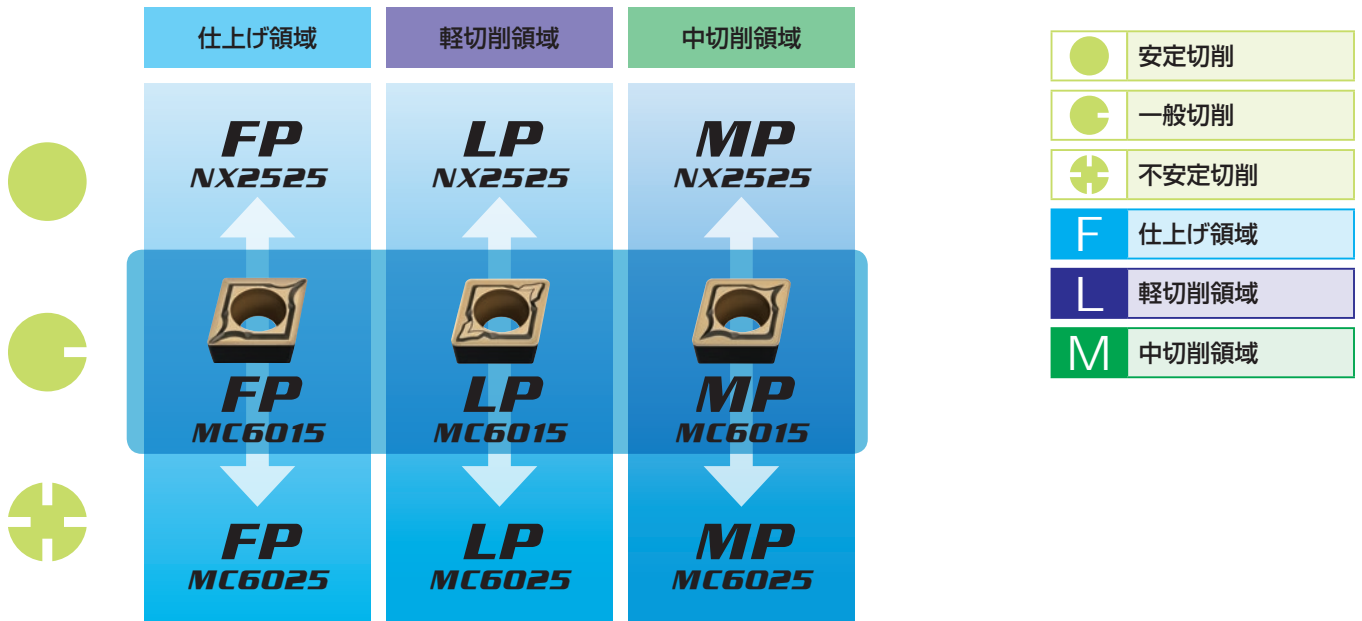 仕上げ領域
軽切削領域
中切削領域
FP
NX2525
LP
NX2525
MP
NX2525
FP
MC6015
LP
MC6015
MP
MC6015
FP
MC6025
LP
MC6025
MP
MC6025
安定切削
一般切削
不安定切削
F 仕上げ領域
L 軽切削領域
M 中切削領域